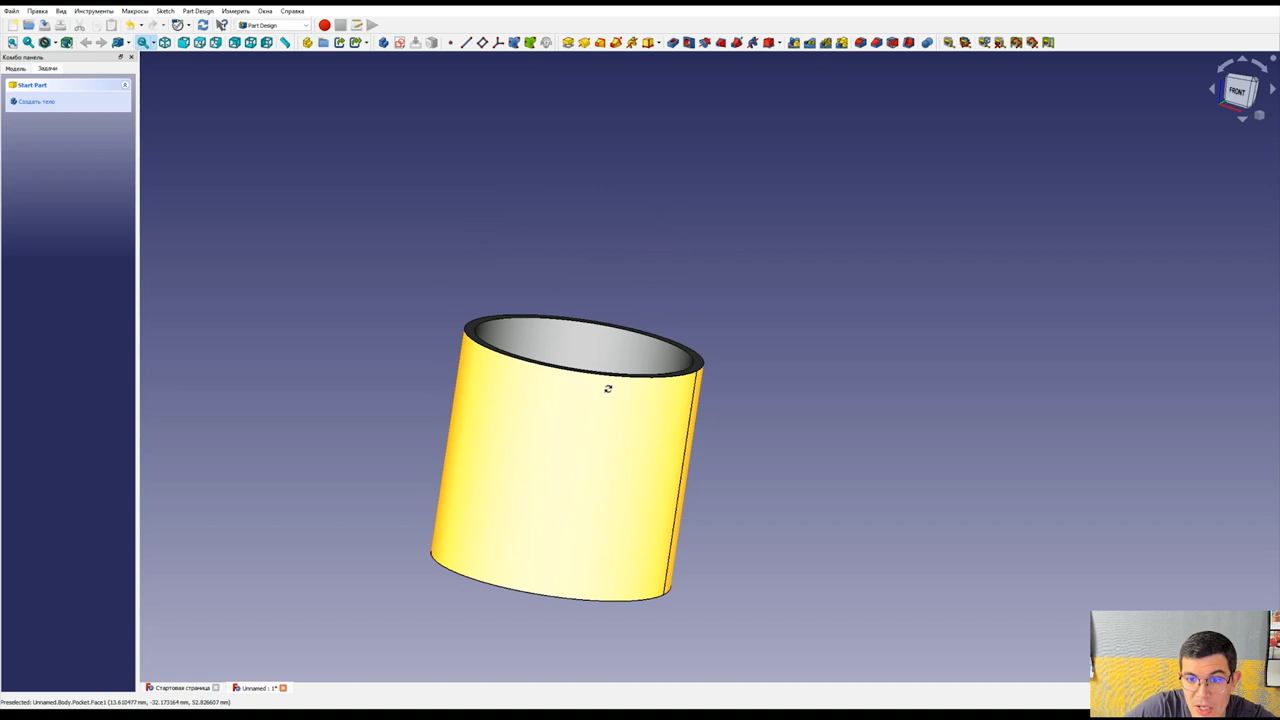 Файл Правка Вид Инструменты Макросы Sketch Part Design Измерить Окна Справка
Part Design
Комбо панель
Модель Задачи
Start Part
Создать тело
FRONT
Стартовая страница Unnamed : 1*
Preselected: Unnamed.Body.Pocket.Face1 (13.610477 mm, -32.173164 mm, 52.826607 mm)